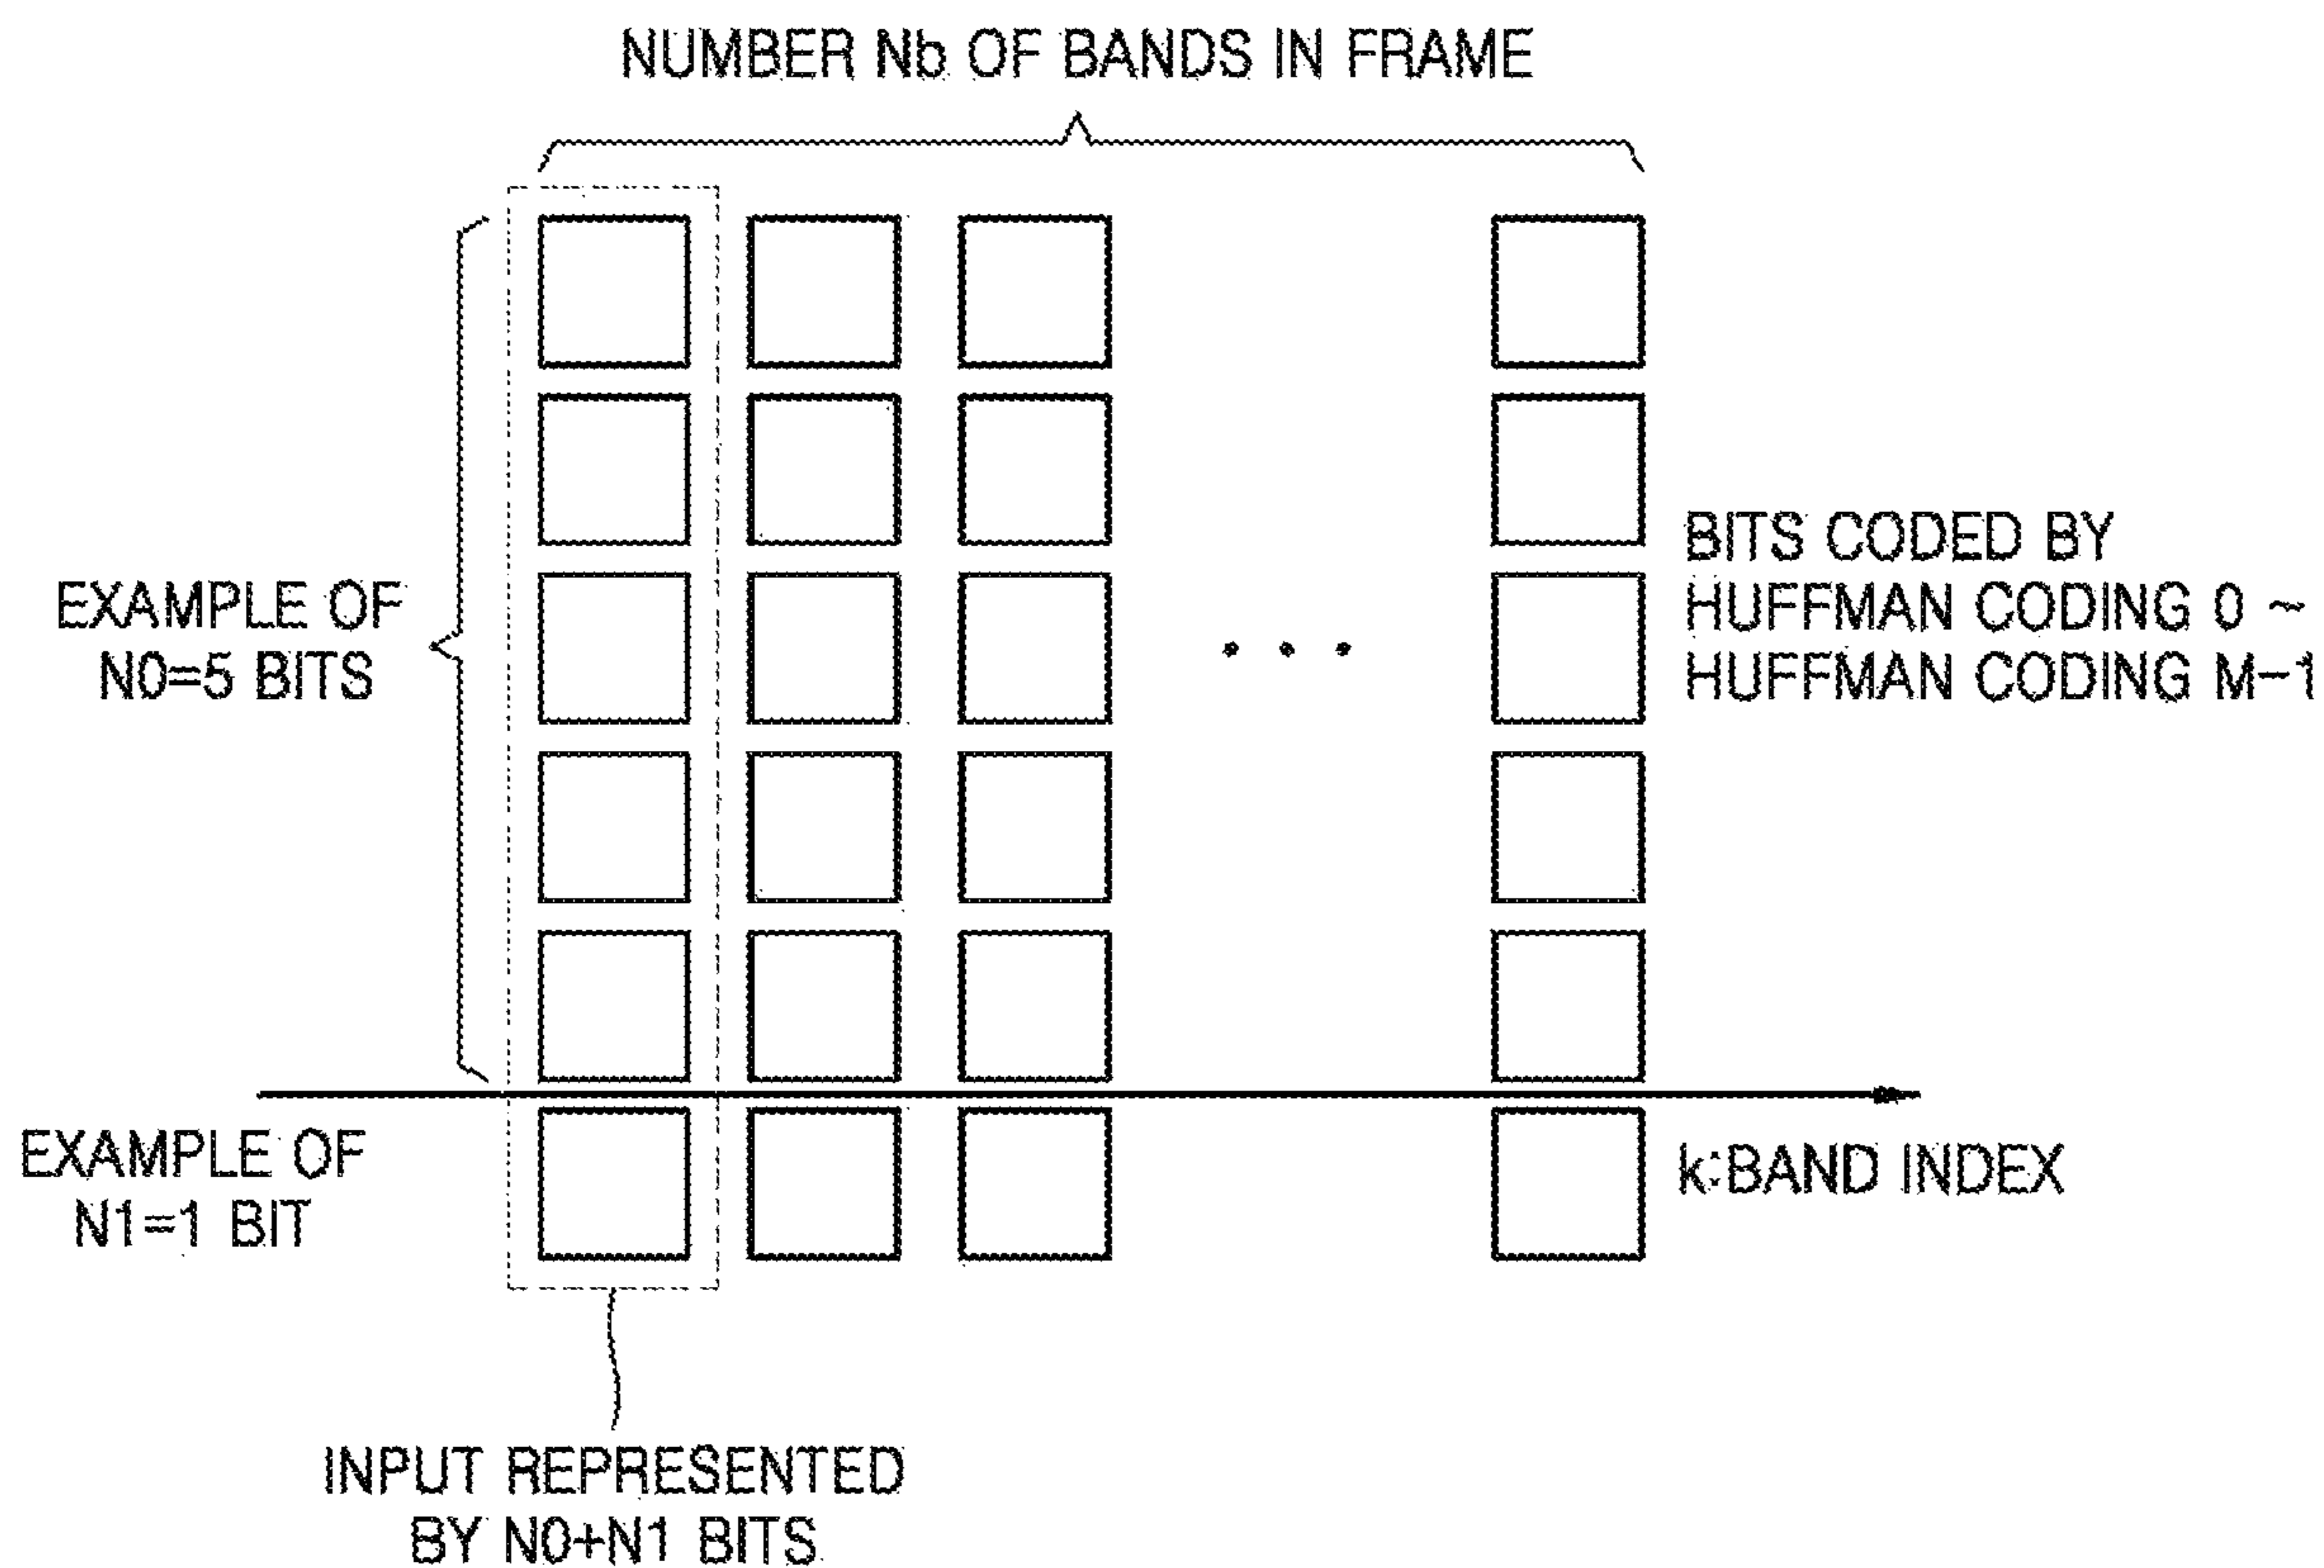 NUMBER Nb OF BANDS IN FRAME
BITS CODED BY
HUFFMAN CODING 0 ~
HUFFMAN CODING M-1
EXAMPLE OF
N0=5 BITS
EXAMPLE OF
N1=1 BIT
k:BAND INDEX
INPUT REPRESENTED
BY N0+N1 BITS